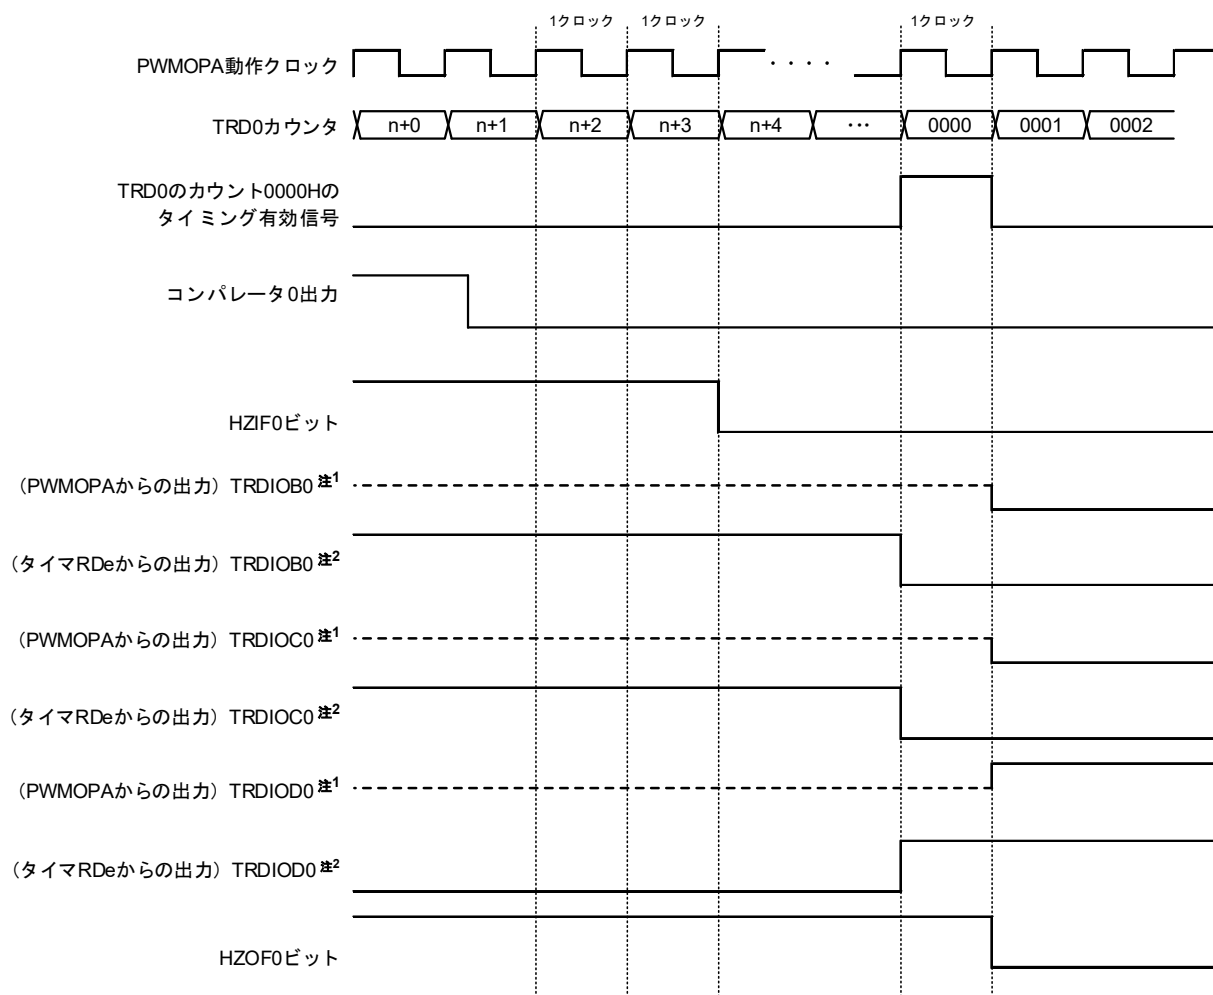 1クロック 1クロック 1クロック
PWMOPA動作クロック ・・・・
TRD0カウンタ n+0 n+1 n+2 n+3 n+4 ・・・ 0000 0001 0002
TRD0のカウント0000Hの
タイミング有効信号
コンパレータ0出力
HZIF0ビット
（PWMOPAからの出力）TRDIOB0 注1
（タイマRDeからの出力）TRDIOB0 注2
（PWMOPAからの出力）TRDIOC0 注1
（タイマRDeからの出力）TRDIOC0 注2
（PWMOPAからの出力）TRDIOD0 注1
（タイマRDeからの出力）TRDIOD0 注2
HZOF0ビット